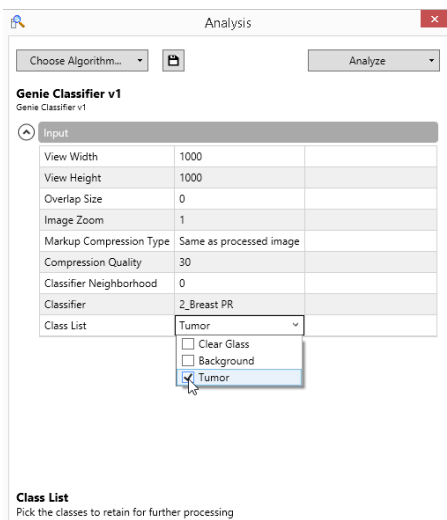 Analysis
Choose Algorithm...
Analyze
Genie Classifier v1
Genie Classifier v1
Input
View Width 1000
View Height 1000
Overlap Size 0
Image Zoom 1
Markup Compression Type Same as processed image
Compression Quality 30
Classifier Neighborhood 0
Classifier 2_Breast PR
Class List Tumor
Clear Glass
Background
Tumor
Class List
Pick the classes to retain for further processing